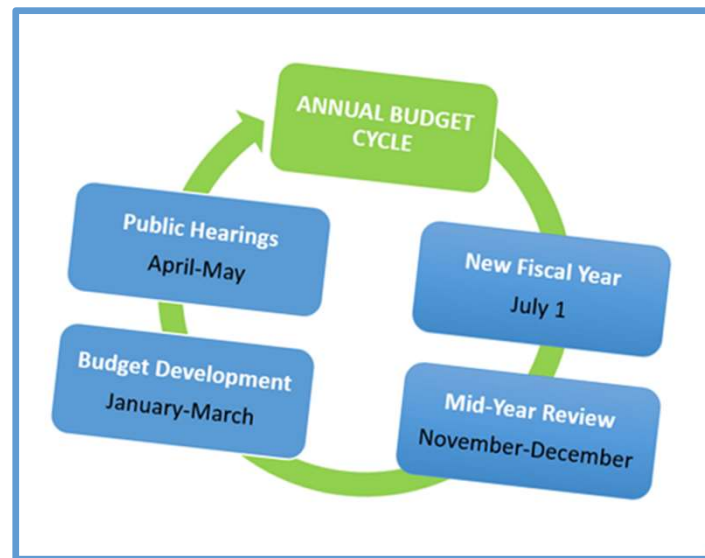 ANNUAL BUDGET
CYCLE
New Fiscal Year
July 1
Mid-Year Review
November-December
Budget Development
January-March
Public Hearings
April-May